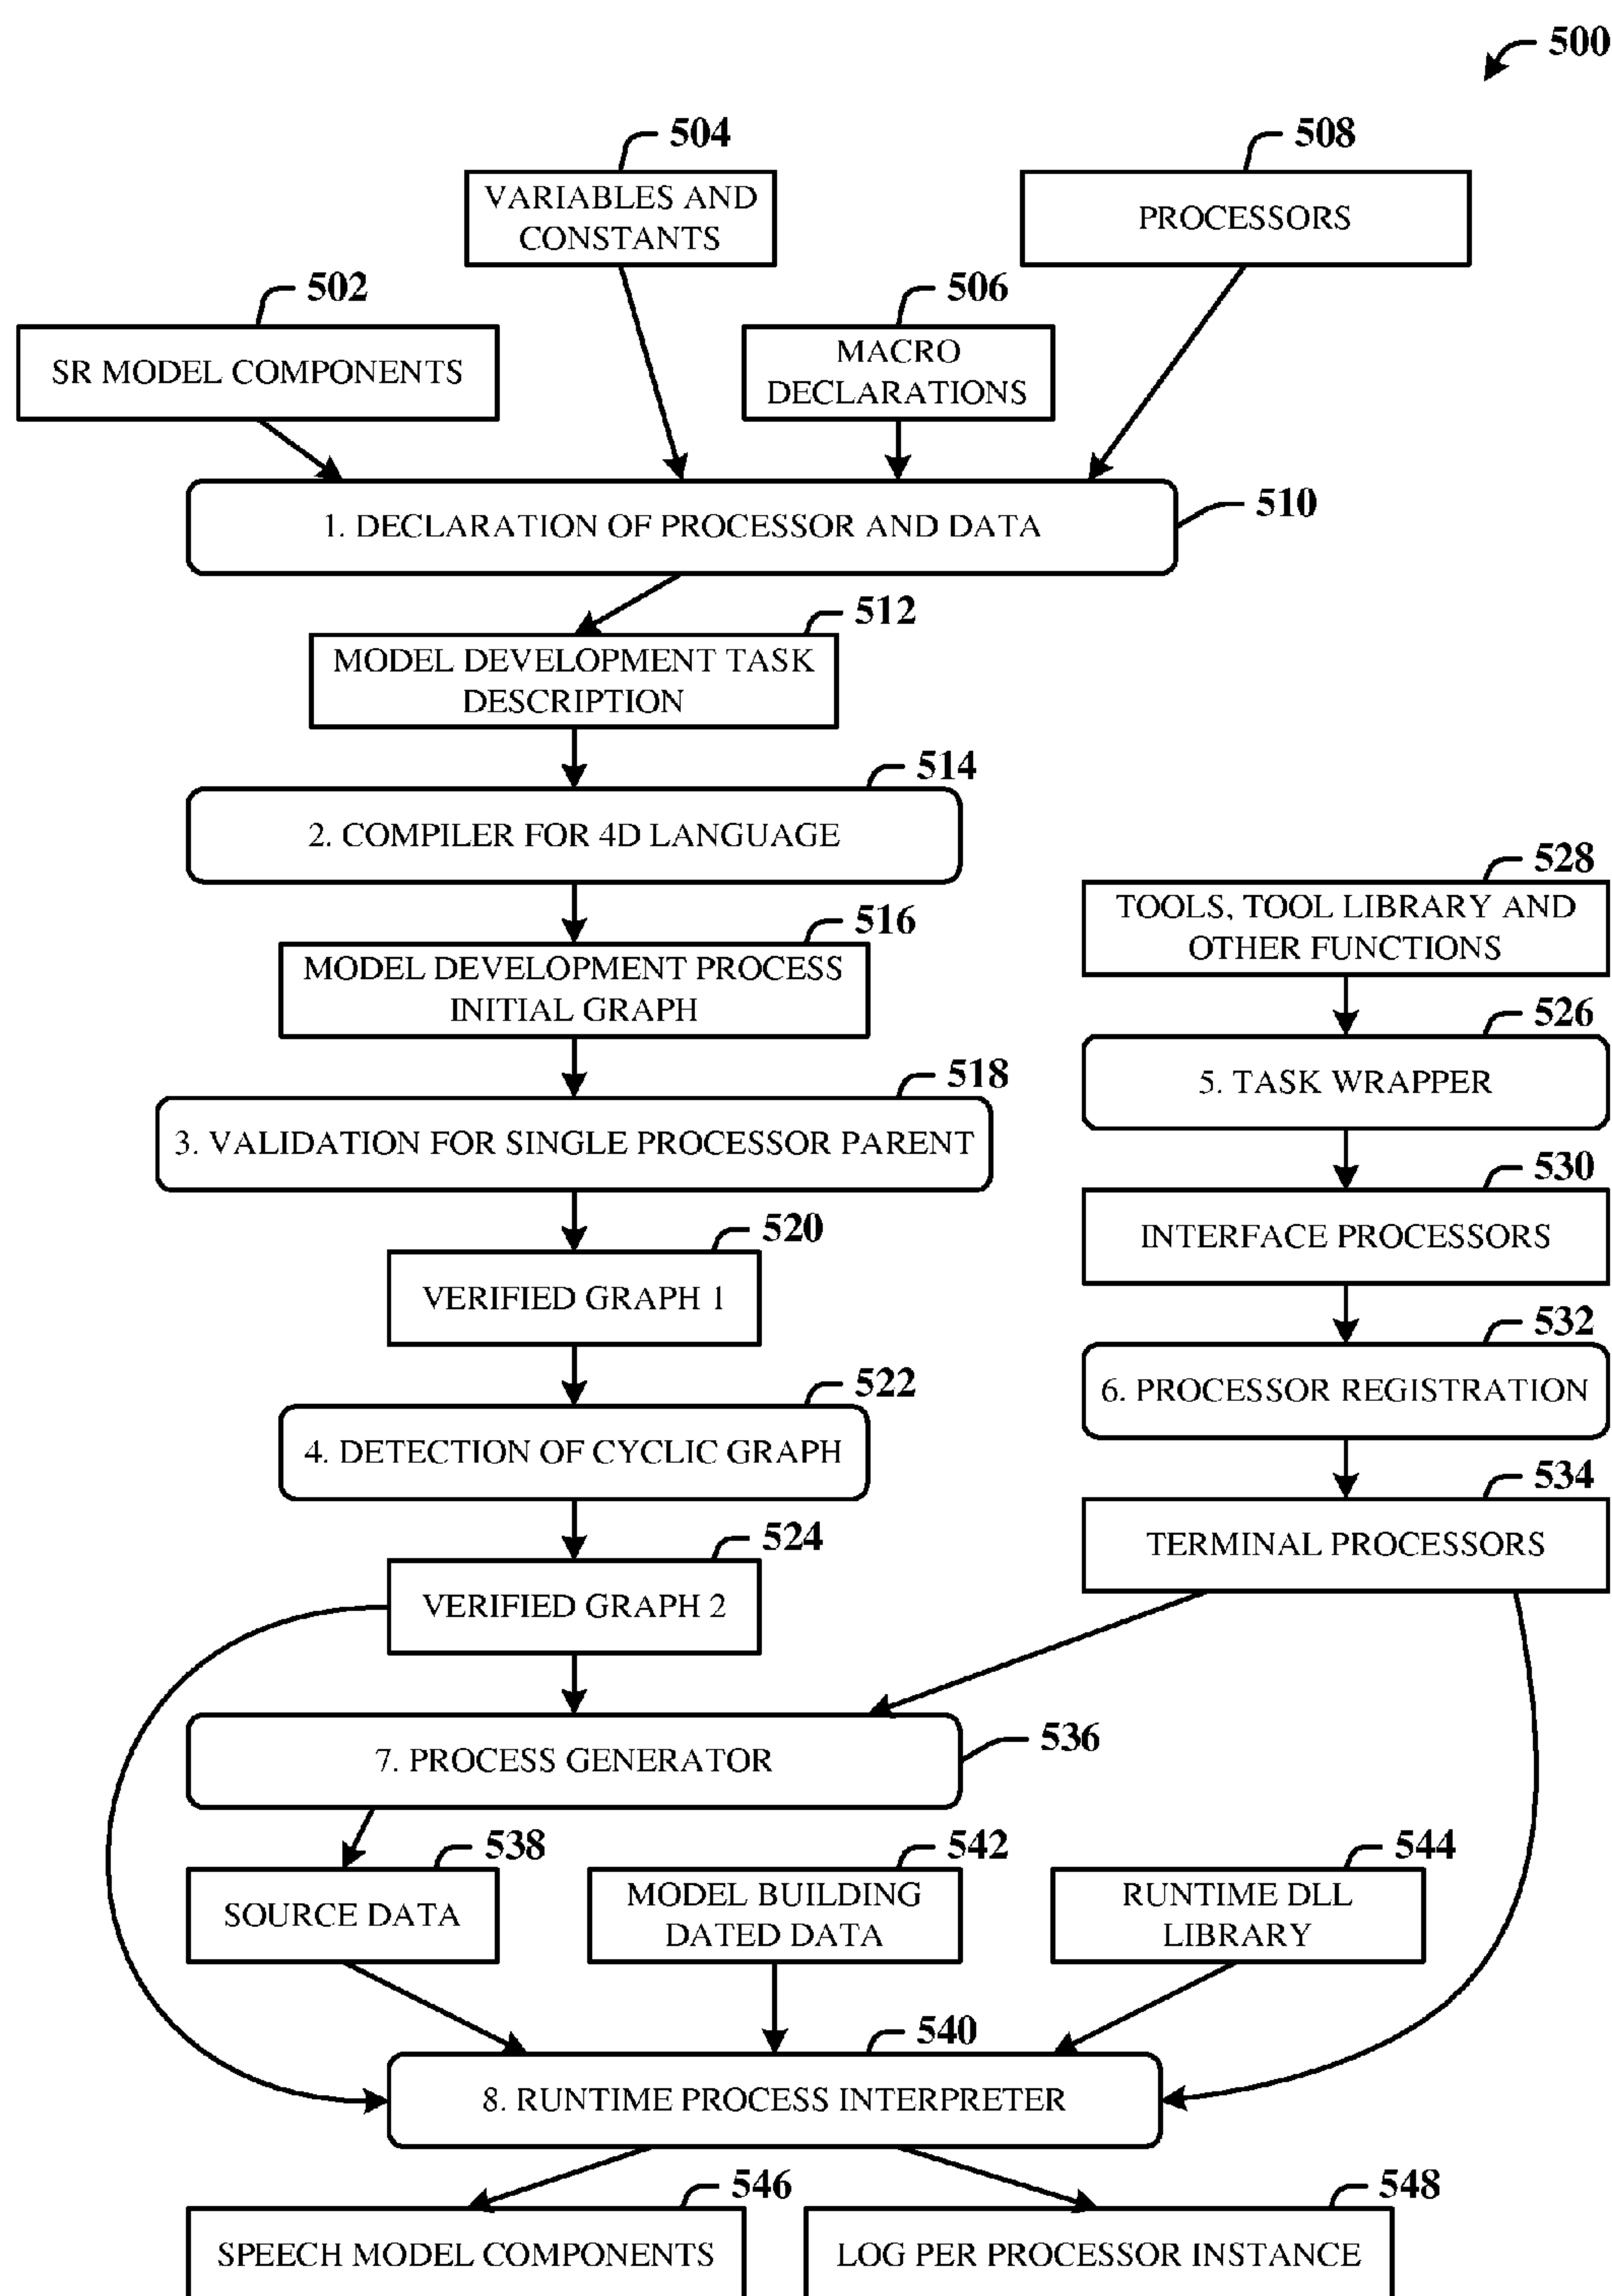 500
504
VARIABLES AND
CONSTANTS
508
PROCESSORS
502
SR MODEL COMPONENTS
506
MACRO
DECLARATIONS
1. DECLARATION OF PROCESSOR AND DATA
510
512
MODEL DEVELOPMENT TASK
DESCRIPTION
514
2. COMPILER FOR 4D LANGUAGE
516
MODEL DEVELOPMENT PROCESS
INITIAL GRAPH
518
3. VALIDATION FOR SINGLE PROCESSOR PARENT
520
VERIFIED GRAPH 1
522
4. DETECTION OF CYCLIC GRAPH
524
VERIFIED GRAPH 2
528
TOOLS, TOOL LIBRARY AND
OTHER FUNCTIONS
526
5. TASK WRAPPER
530
INTERFACE PROCESSORS
532
6. PROCESSOR REGISTRATION
534
TERMINAL PROCESSORS
7. PROCESS GENERATOR
536
538
SOURCE DATA
542
MODEL BUILDING
DATED DATA
544
RUNTIME DLL
LIBRARY
540
8. RUNTIME PROCESS INTERPRETER
546
SPEECH MODEL COMPONENTS
548
LOG PER PROCESSOR INSTANCE